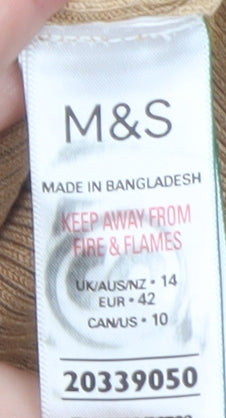 M&S
MADE IN BANGLADESH
KEEP AWAY FROM
FIRE & FLAMES
UK/AUS/NZ • 14
EUR • 42
CAN/US • 10
20339050